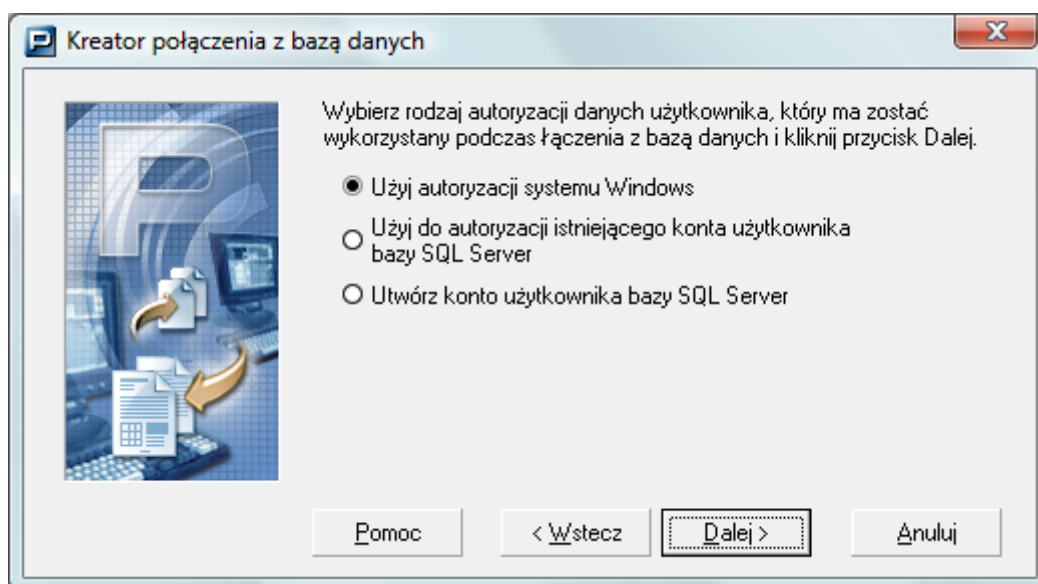 Kreator połączenia z bazą danych
Wybierz rodzaj autoryzacji danych użytkownika, który ma zostać
wykorzystany podczas łączenia z bazą danych i kliknij przycisk Dalej.
Użyj autoryzacji systemu Windows
Użyj do autoryzacji istniejącego konta użytkownika
bazy SQL Server
Utwórz konto użytkownika bazy SQL Server
Pomoc
< Wstecz
Dalej >
Anuluj